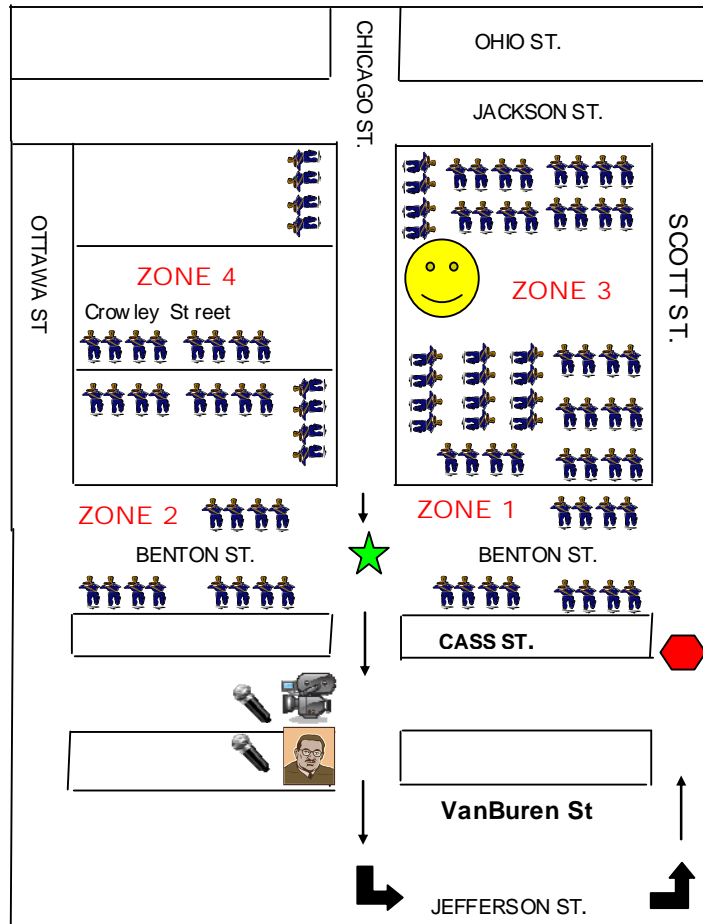 OHIO ST.
CHICAGO ST.
JACKSON ST.
OTTAWA ST
SCOTT ST.
ZONE 4
ZONE 3
Crowley Street
ZONE 2
ZONE 1
BENTON ST.
BENTON ST.
CASS ST.
VanBuren St
JEFFERSON ST.